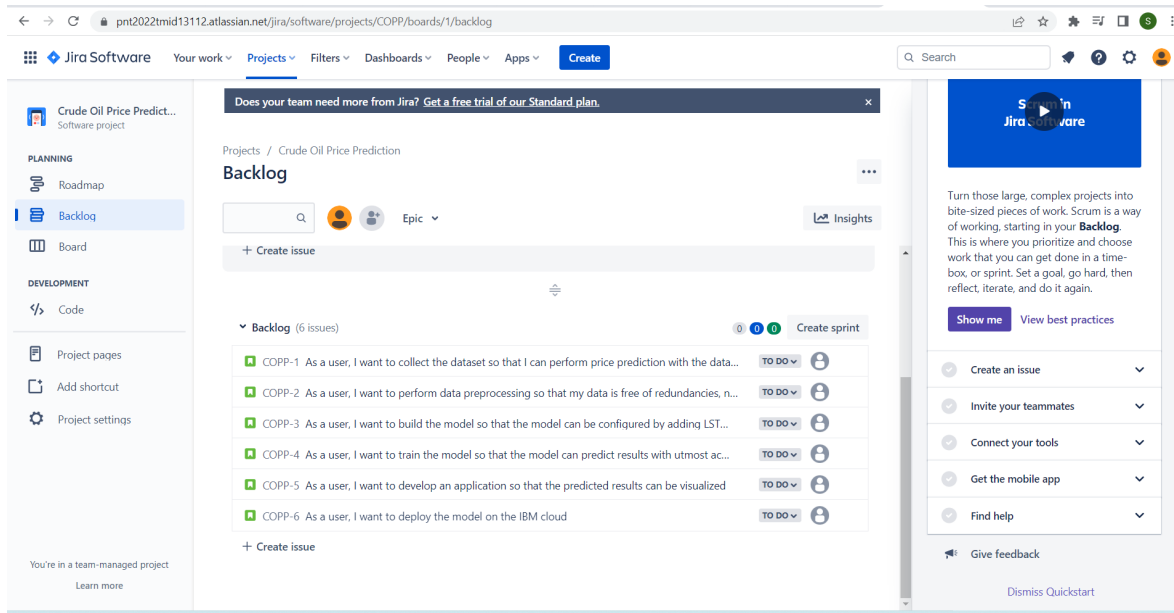 pnt2022tmid13112.atlassian.net/jira/software/projects/COPP/boards/1/backlog
S
Jira Software Your work Projects Filters Dashboards People Apps Create Search
Crude Oil Price Predict...
Software project
PLANNING
Roadmap
Backlog
Board
DEVELOPMENT
Code
Project pages
Add shortcut
Project settings
You're in a team-managed project
Learn more
Does your team need more from Jira? Get a free trial of our Standard plan. ×
Projects / Crude Oil Price Prediction
Backlog
Epic Insights
+ Create issue
Backlog (6 issues) 0 0 0 Create sprint
COPP-1 As a user, I want to collect the dataset so that I can perform price prediction with the data... TO DO
COPP-2 As a user, I want to perform data preprocessing so that my data is free of redundancies, n... TO DO
COPP-3 As a user, I want to build the model so that the model can be configured by adding LST... TO DO
COPP-4 As a user, I want to train the model so that the model can predict results with utmost ac... TO DO
COPP-5 As a user, I want to develop an application so that the predicted results can be visualized TO DO
COPP-6 As a user, I want to deploy the model on the IBM cloud TO DO
+ Create issue
Scrum in
Jira Software
Turn those large, complex projects into
bite-sized pieces of work. Scrum is a way
of working, starting in your Backlog.
This is where you prioritize and choose
work that you can get done in a time-
box, or sprint. Set a goal, go hard, then
reflect, iterate, and do it again.
Show me View best practices
Create an issue
Invite your teammates
Connect your tools
Get the mobile app
Find help
Give feedback
Dismiss Quickstart